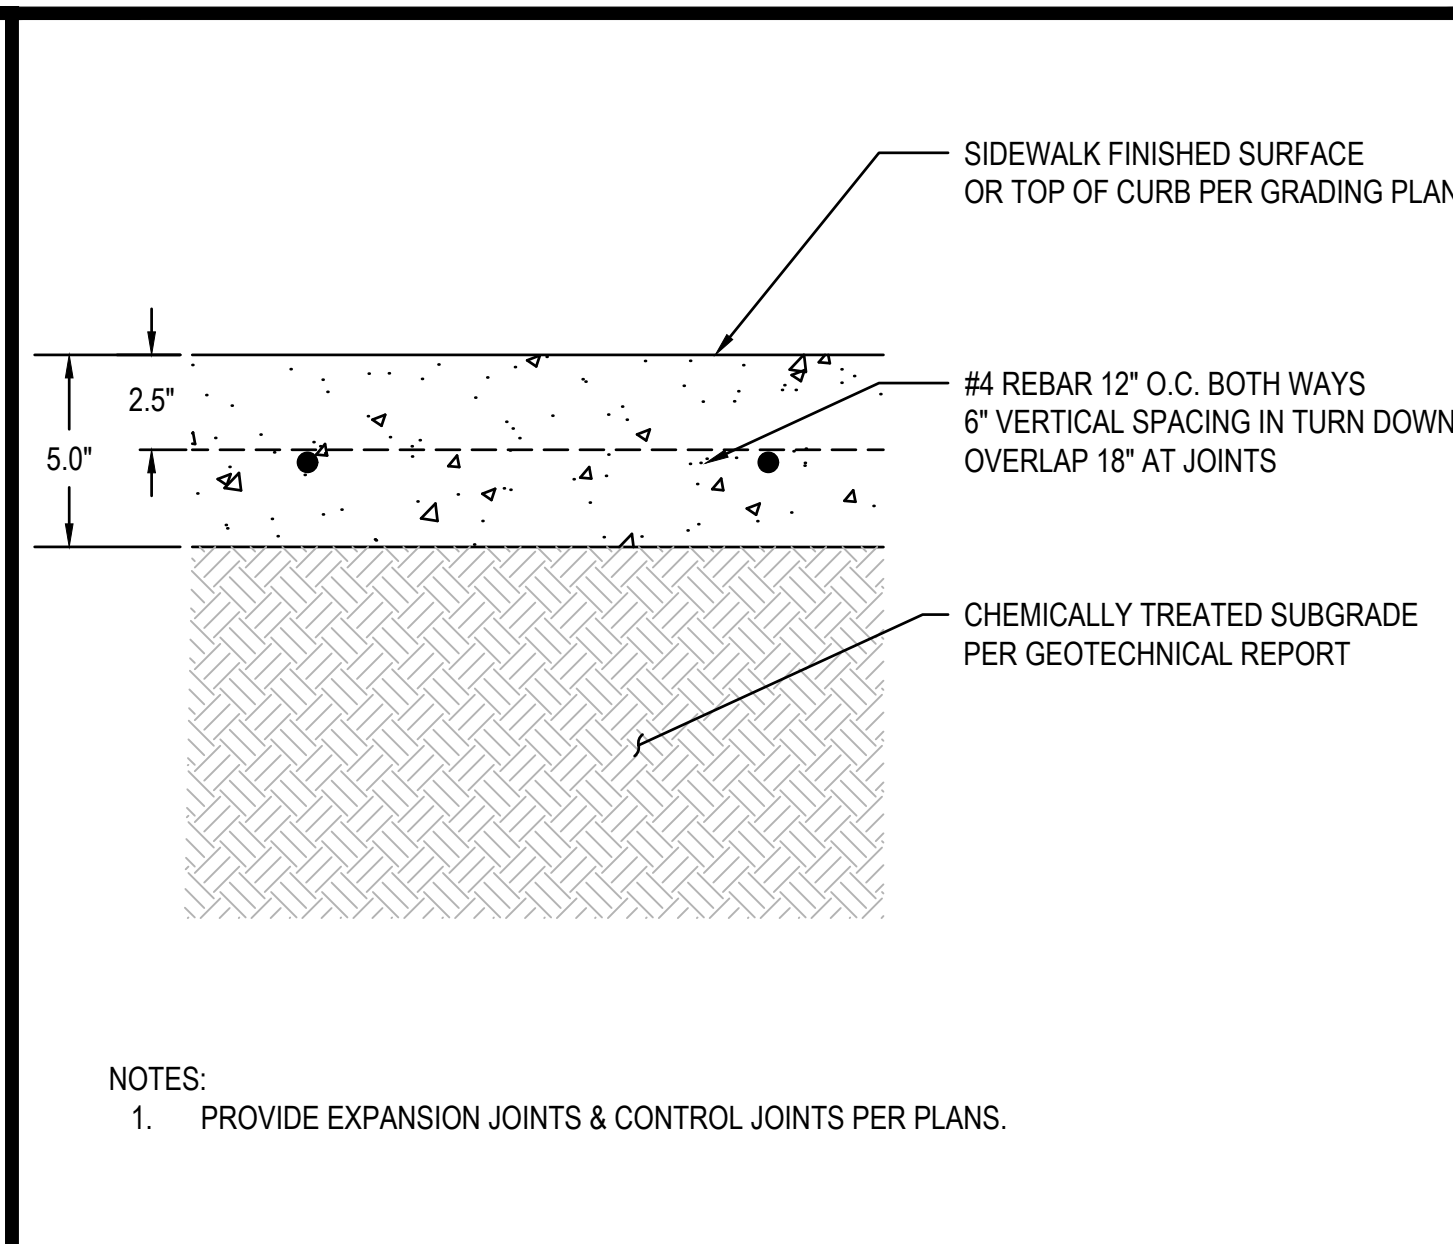 SIDEWALK FINISHED SURFACE
OR TOP OF CURB PER GRADING PLAN
2.5"
5.0"
#4 REBAR 12" O.C. BOTH WAYS
6" VERTICAL SPACING IN TURN DOWN
OVERLAP 18" AT JOINTS
CHEMICALLY TREATED SUBGRADE
PER GEOTECHNICAL REPORT
NOTES:
1. PROVIDE EXPANSION JOINTS & CONTROL JOINTS PER PLANS.